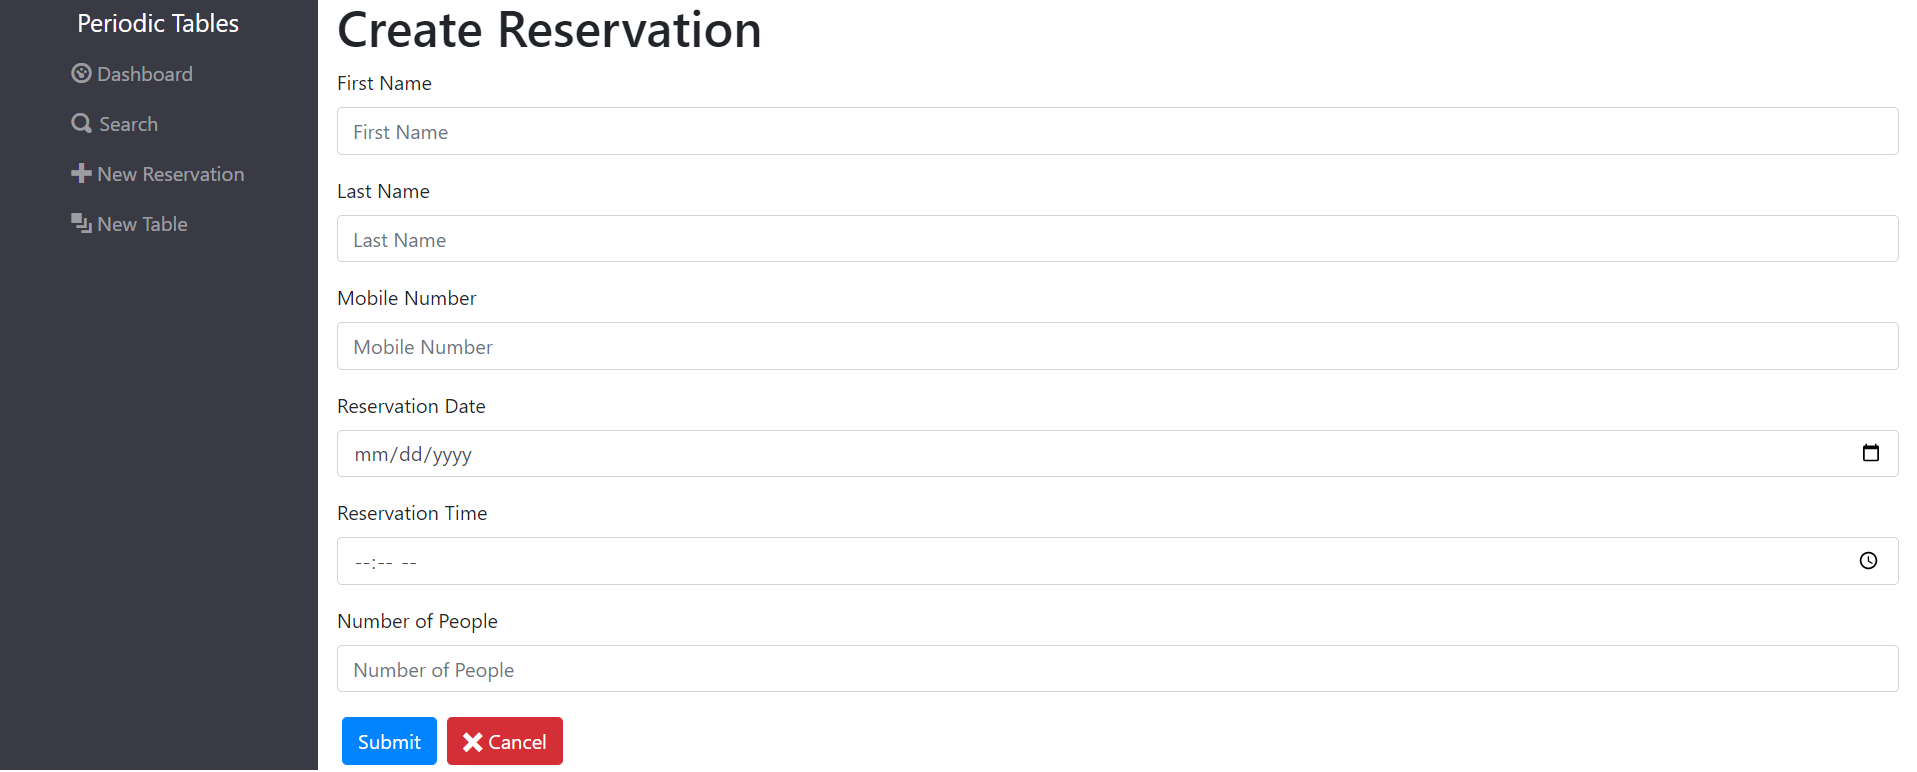 Periodic Tables
Dashboard
Search
New Reservation
New Table
Create Reservation
First Name
First Name
Last Name
Last Name
Mobile Number
Mobile Number
Reservation Date
mm/dd/yyyy
Reservation Time
--:-- --
Number of People
Number of People
Submit
Cancel